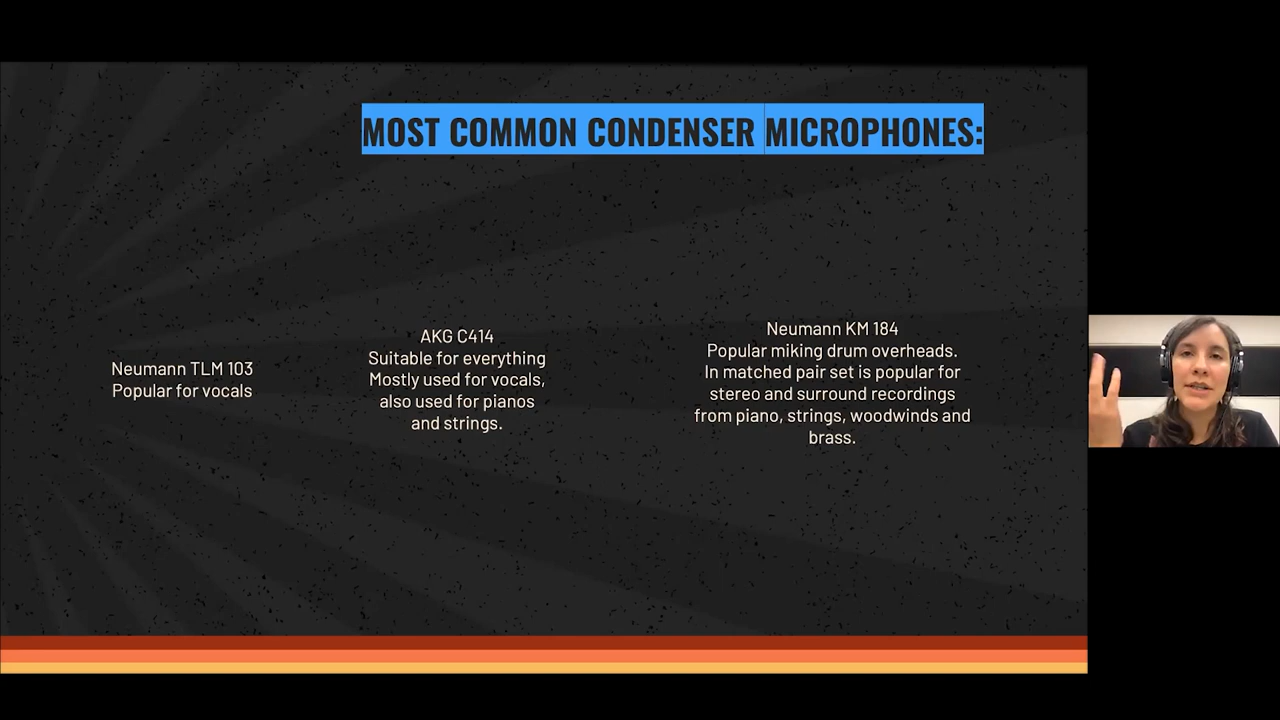 MOST COMMON CONDENSER MICROPHONES:
Neumann TLM 103
Popular for vocals
AKG C414
Suitable for everything
Mostly used for vocals,
also used for pianos
and strings.
Neumann KM 184
Popular miking drum overheads.
In matched pair set is popular for
stereo and surround recordings
from piano, strings, woodwinds and
brass.